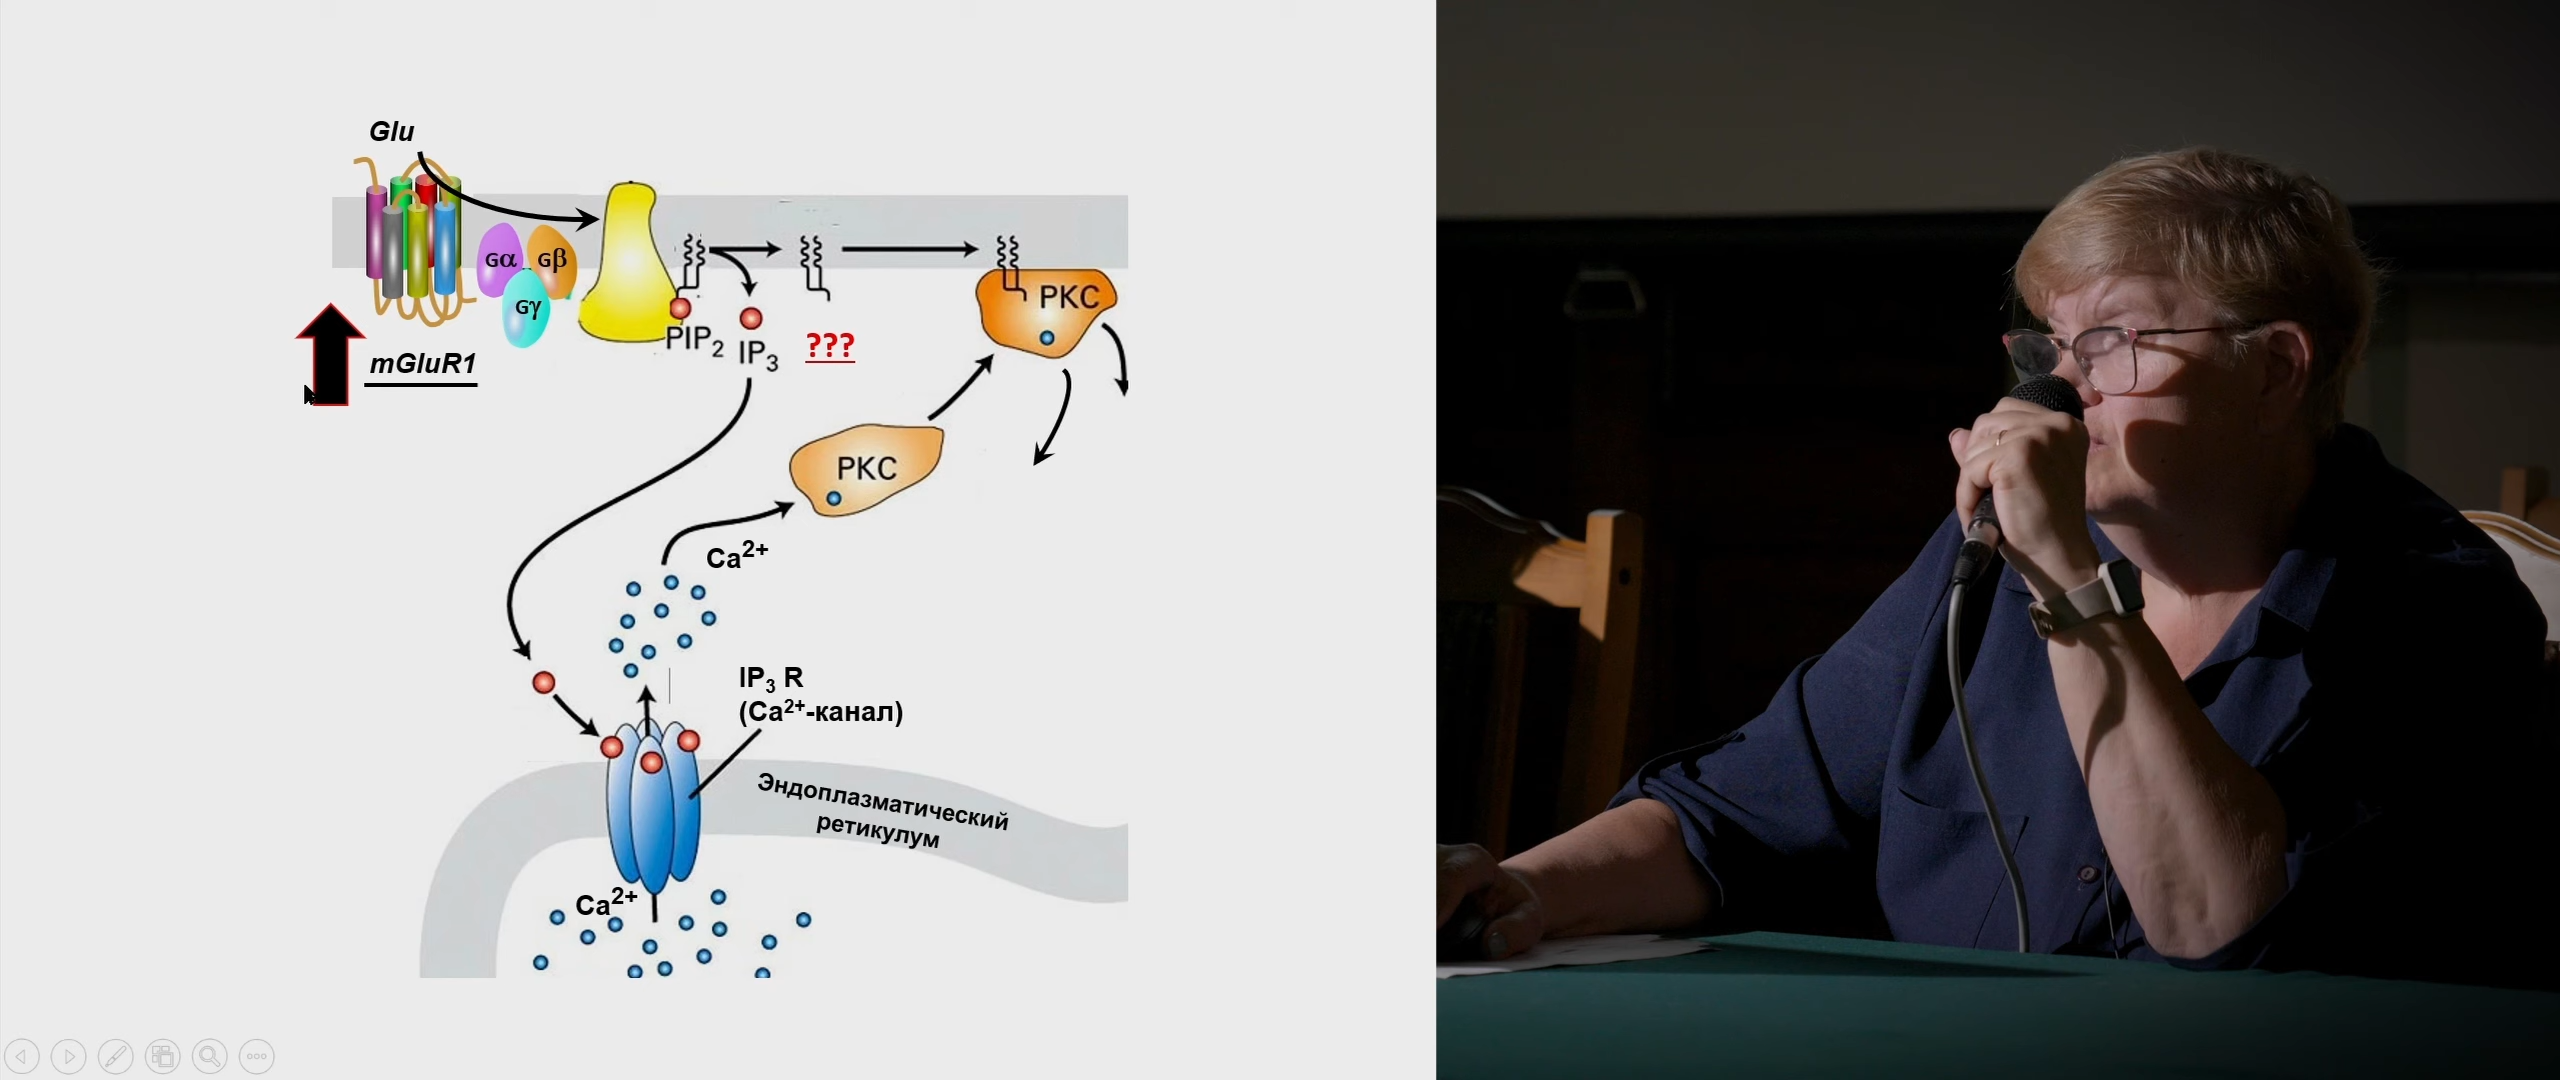 Glu
Gα
Gβ
Gγ
mGluR1
PIP2
IP3
???
PKC
PKC
Ca2+
IP3 R
(Ca2+-канал)
Эндоплазматический
ретикулум
Ca2+